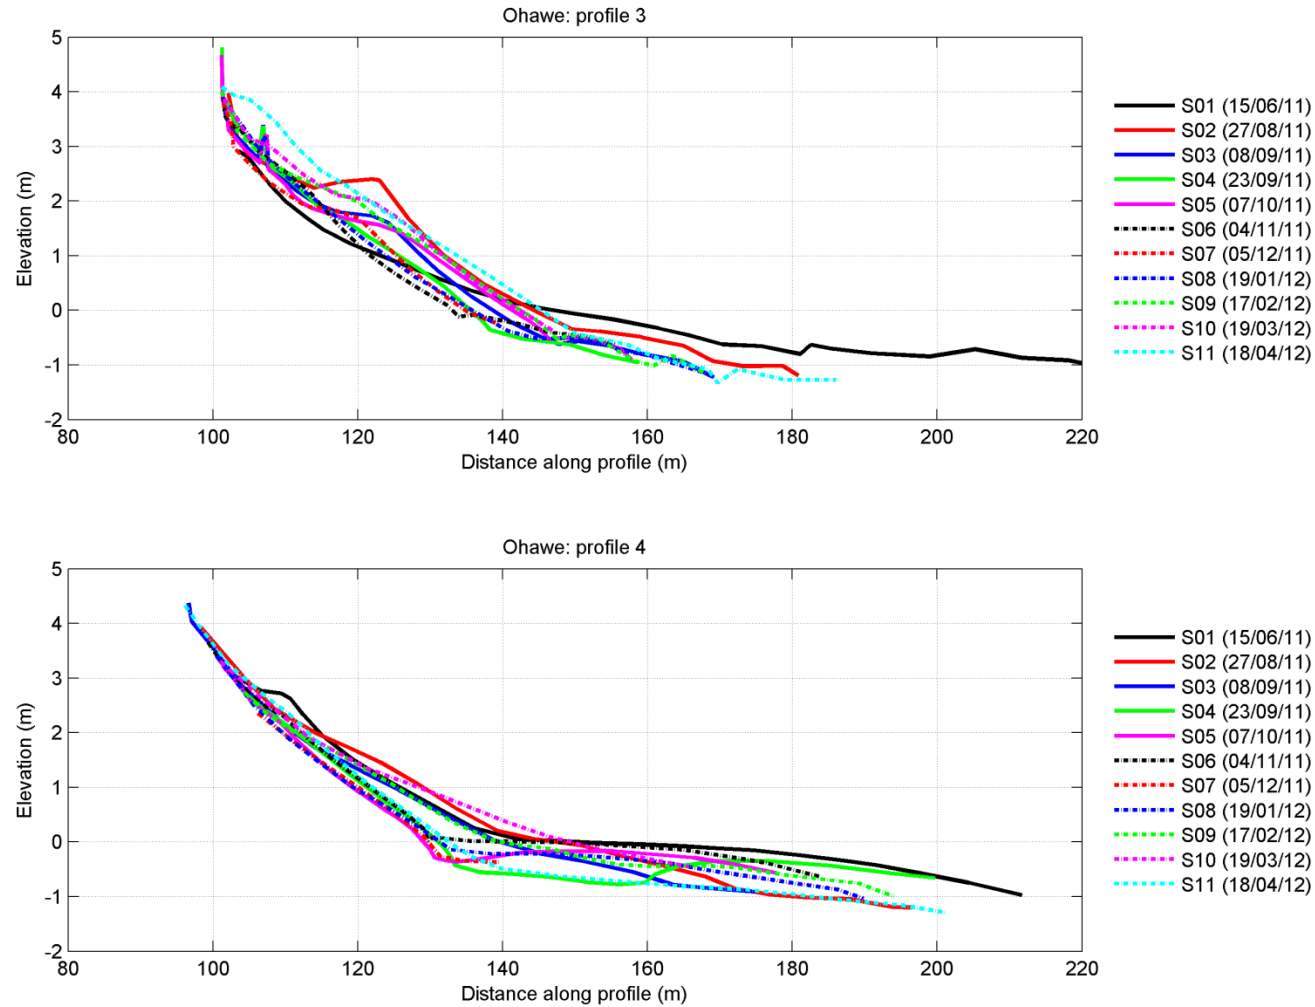 Ohawe: profile 3
5
4
3
2
1
0
-1
-2
Elevation (m)
80 100 120 140 160 180 200 220
Distance along profile (m)
S01 (15/06/11)
S02 (27/08/11)
S03 (08/09/11)
S04 (23/09/11)
S05 (07/10/11)
S06 (04/11/11)
S07 (05/12/11)
S08 (19/01/12)
S09 (17/02/12)
S10 (19/03/12)
S11 (18/04/12)
Ohawe: profile 4
5
4
3
2
1
0
-1
-2
Elevation (m)
80 100 120 140 160 180 200 220
Distance along profile (m)
S01 (15/06/11)
S02 (27/08/11)
S03 (08/09/11)
S04 (23/09/11)
S05 (07/10/11)
S06 (04/11/11)
S07 (05/12/11)
S08 (19/01/12)
S09 (17/02/12)
S10 (19/03/12)
S11 (18/04/12)